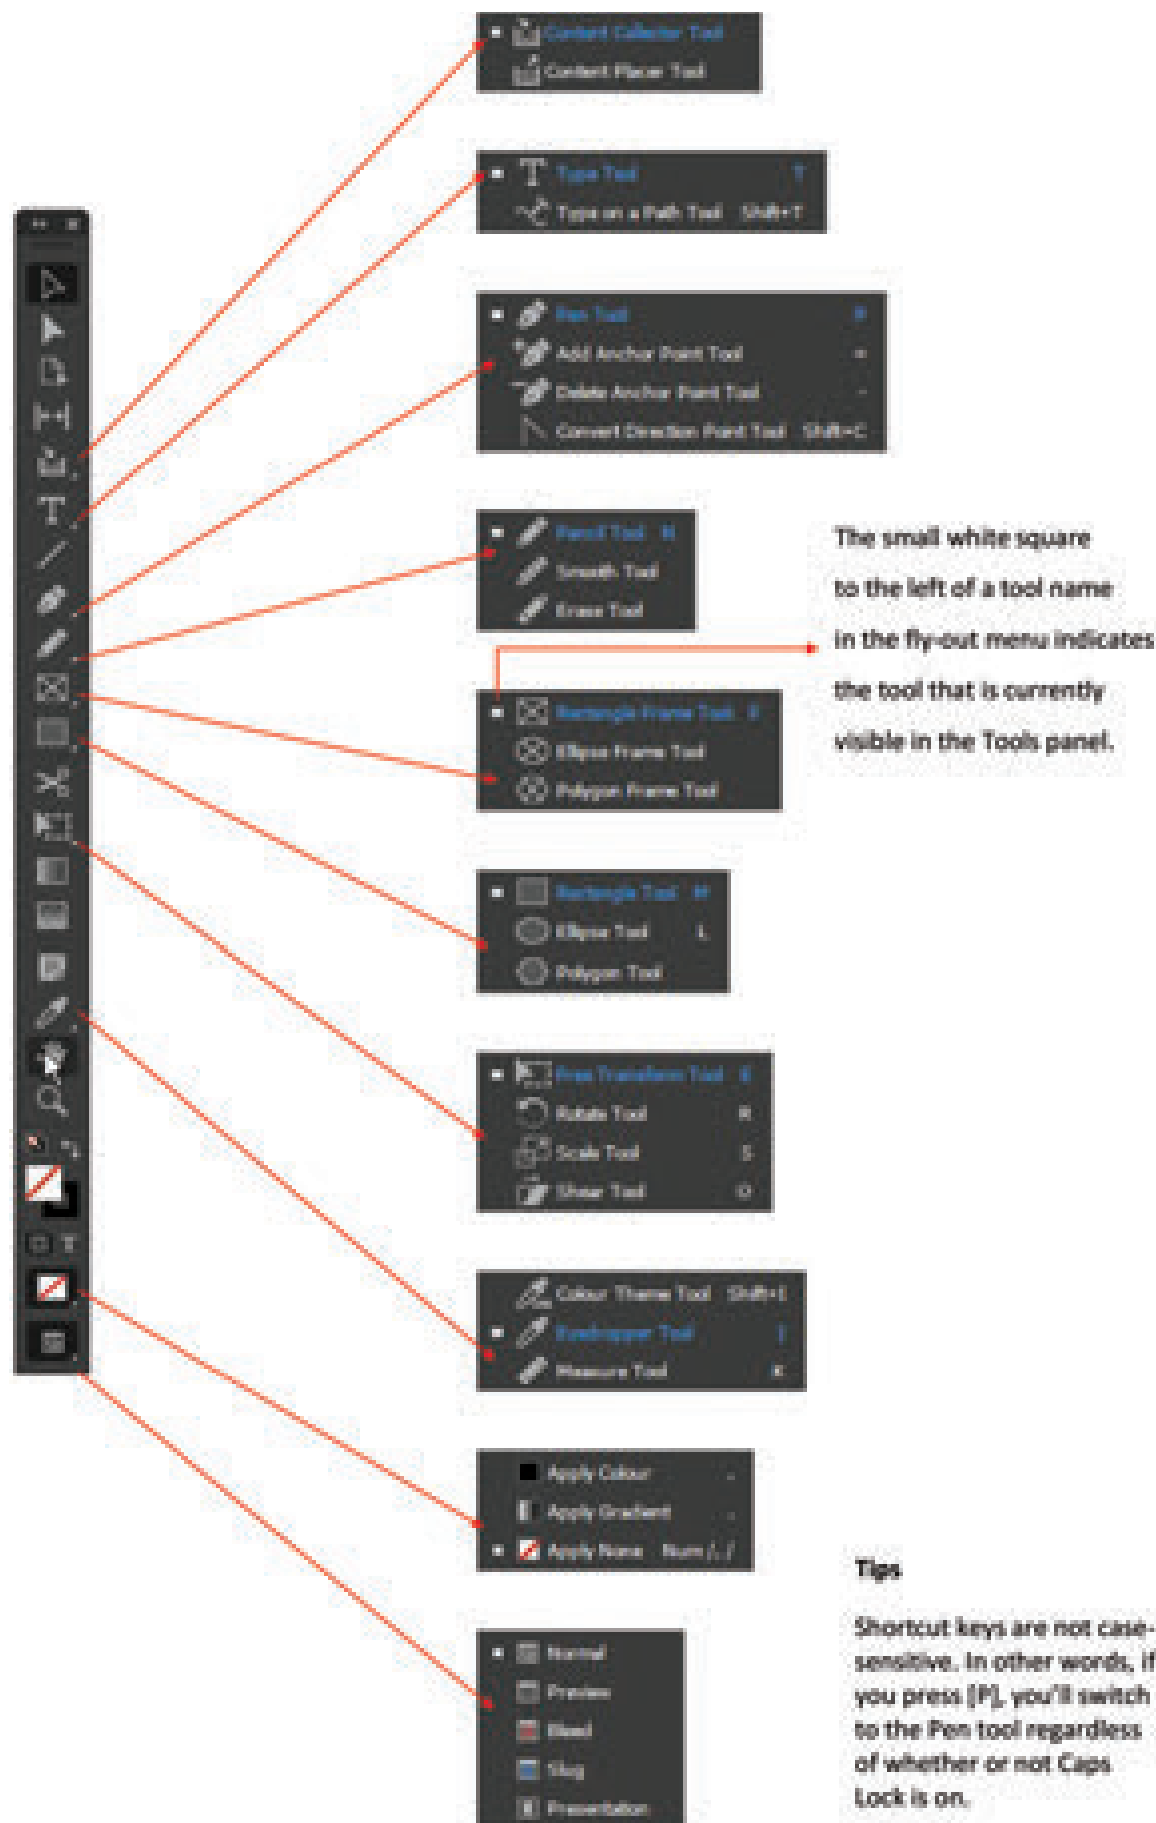 Content Collector Tool
Content Placer Tool
Type Tool T
Type on a Path Tool Shift+T
Pen Tool P
Add Anchor Point Tool =
Delete Anchor Point Tool -
Convert Direction Point Tool Shift+C
Pencil Tool N
Smooth Tool
Erase Tool
The small white square
to the left of a tool name
in the fly-out menu indicates
the tool that is currently
visible in the Tools panel.
Rectangle Frame Tool F
Ellipse Frame Tool
Polygon Frame Tool
Rectangle Tool M
Ellipse Tool L
Polygon Tool
Free Transform Tool E
Rotate Tool R
Scale Tool S
Shear Tool O
Colour Theme Tool Shift+I
Eyedropper Tool I
Measure Tool K
Apply Colour
Apply Gradient .
Apply None Num /, /
Normal
Preview
Bleed
Slug
Presentation
Tips
Shortcut keys are not case-
sensitive. In other words, if
you press [P], you'll switch
to the Pen tool regardless
of whether or not Caps
Lock is on.